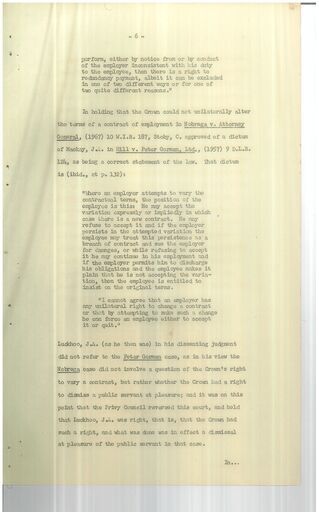 - 6 -
perform, either by notice from or by conduct
of the employer inconsistent with his duty
to the employee, then there is a right to
redundancy payment, albeit it can be excluded
in one of two different ways or for one of
two quite different reasons."
In holding that the Crown could not unilaterally alter
the terms of a contract of employment in Nobrega v. Attorney
General, (1967) 10 W.I.R. 187, Stoby, C. approved of a dictum
of Mackay, J.A. in Hill v. Peter Gorman, Ltd., (1957) 9 D.L.R.
124, as being a correct statement of the law. That dictum
is (ibid., at p. 132):
"Where an employer attempts to vary the
contractual terms, the position of the
employee is this: He may accept the
variation expressly or impliedly in which
case there is a new contract. He may
refuse to accept it and if the employer
persists in the attempted variation the
employee may treat this persistence as a
breach of contract and sue the employer
for damages, or while refusing to accept
it he may continue in his employment and
if the employer permits him to discharge
his obligations and the employee makes it
plain that he is not accepting the varia-
tion, then the employee is entitled to
insist on the original terms.
"I cannot agree that an employer has
any unilateral right to change a contract
or that by attempting to make such a change
he can force an employee either to accept
it or quit."
Luckhoo, J.A. (as he then was) in his dissenting judgment
did not refer to the Peter Gorman case, as in his view the
Nobrega case did not involve a question of the Crown's right
to vary a contract, but rather whether the Crown had a right
to dismiss a public servant at pleasure; and it was on this
point that the Privy Council reversed this court, and held
that Luckhoo, J.A. was right, that is, that the Crown had
such a right, and what was done was in effect a dismissal
at pleasure of the public servant in that case.
In...